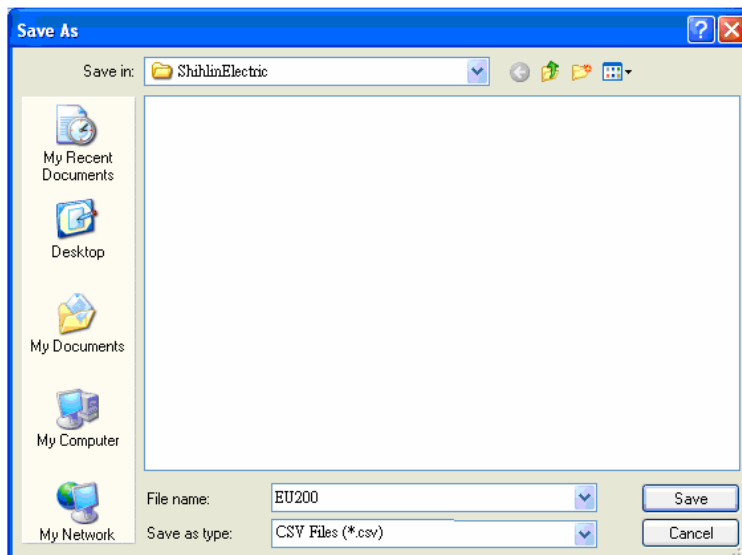 Save As
Save in: ShihlinElectric
My Recent
Documents
Desktop
My Documents
My Computer
My Network
File name: EU200
Save as type: CSV Files (*.csv)
Save
Cancel